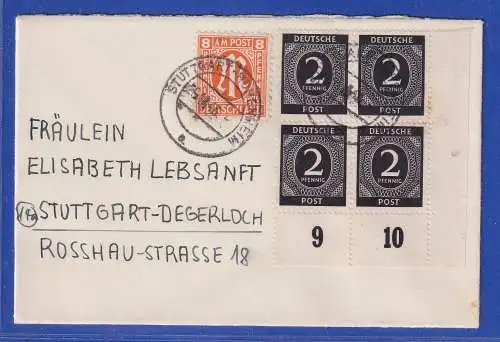 8 AM POST 8
DEUTSCHE DEUTSCHE
2 2
PFENNIG PFENNIG
POST POST
DEUTSCHE DEUTSCHE
2 2
PFENNIG PFENNIG
POST POST
9 10
FRÄULEIN
ELISABETH LEBSANFT
STUTTGART-DEGERLOCH
ROSSHAU-STRASSE 18